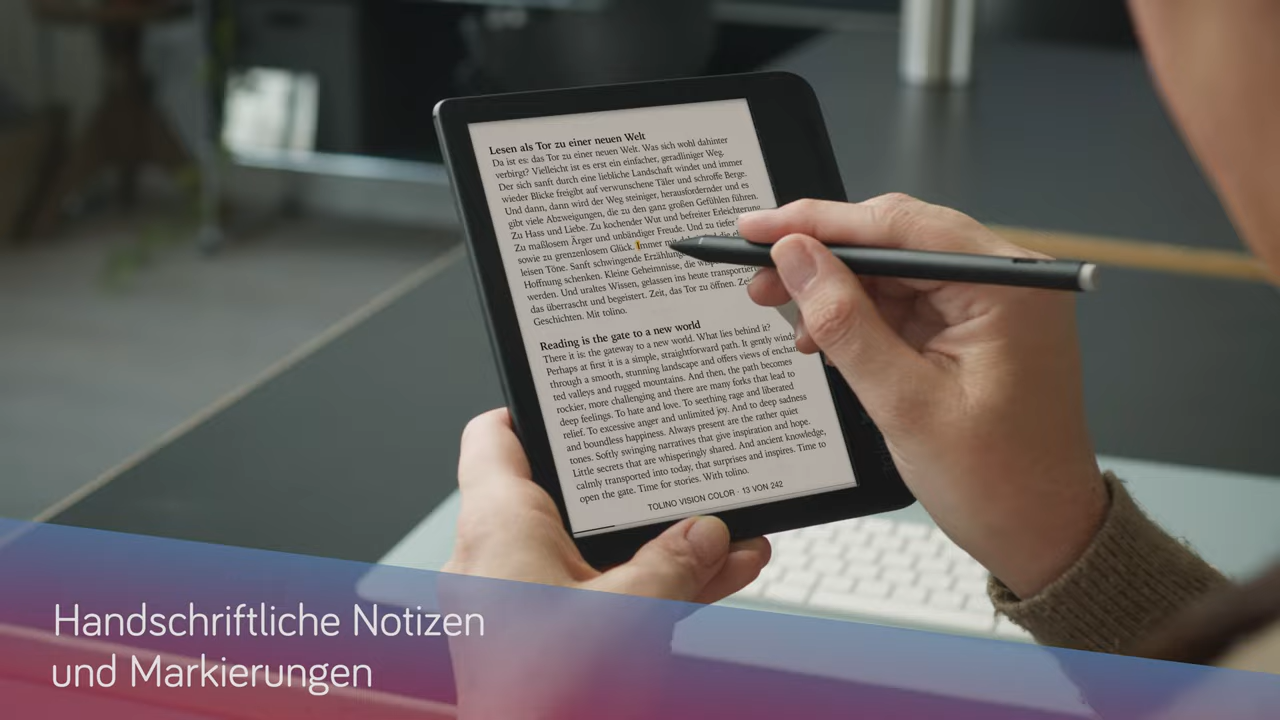 Lesen als Tor zu einer neuen Welt
Da ist es: das Tor zu einer neuen Welt. Was sich wohl dahinter
verbirgt? Vielleicht ist es erst ein einfacher, geradliniger Weg.
Der sich sanft durch eine liebliche Landschaft windet und immer
wieder Blicke freigibt auf verwunschene Täler und schroffe Berge.
Und dann, dann wird der Weg steiniger, herausfordernder und es
gibt viele Abzweigungen, die zu den ganz großen Gefühlen führen.
Zu Hass und Liebe. Zu kochender Wut und befreiter Erleichterung.
Zu maßlosem Ärger und unbändiger Freude. Und zu tiefer
sowie zu grenzenlosem Glück. Immer
leisen Töne. Sanft schwingende Erzählung
Hoffnung schenken. Kleine Geheimnisse, die
werden. Und uraltes Wissen, gelassen ins heute transportiert
das überrascht und begeistert. Zeit, das Tor zu öffnen.
Geschichten. Mit tolino.
Reading is the gate to a new world
There it is: the gateway to a new world. What lies behind it?
Perhaps at first it is a simple, straightforward path. It gently winds
through a smooth, stunning landscape and offers views of enchan
ted valleys and rugged mountains. And then, the path becomes
rockier, more challenging and there are many forks that lead to
deep feelings. To hate and love. To seething rage and liberated
relief. To excessive anger and unlimited joy. And to deep sadness
and boundless happiness. Always present are the rather quiet
tones. Softly swinging narratives that give inspiration and hope.
Little secrets that are whisperingly shared. And ancient knowledge,
calmly transported into today, that surprises and inspires. Time to
open the gate. Time for stories. With tolino.
TOLINO VISION COLOR · 13 VON 242
Handschriftliche Notizen
und Markierungen